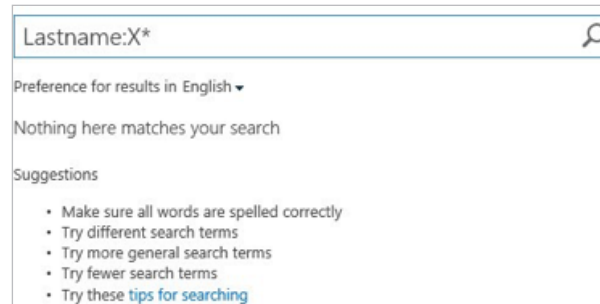 Lastname:X*
Preference for results in English
Nothing here matches your search
Suggestions
• Make sure all words are spelled correctly
• Try different search terms
• Try more general search terms
• Try fewer search terms
• Try these tips for searching